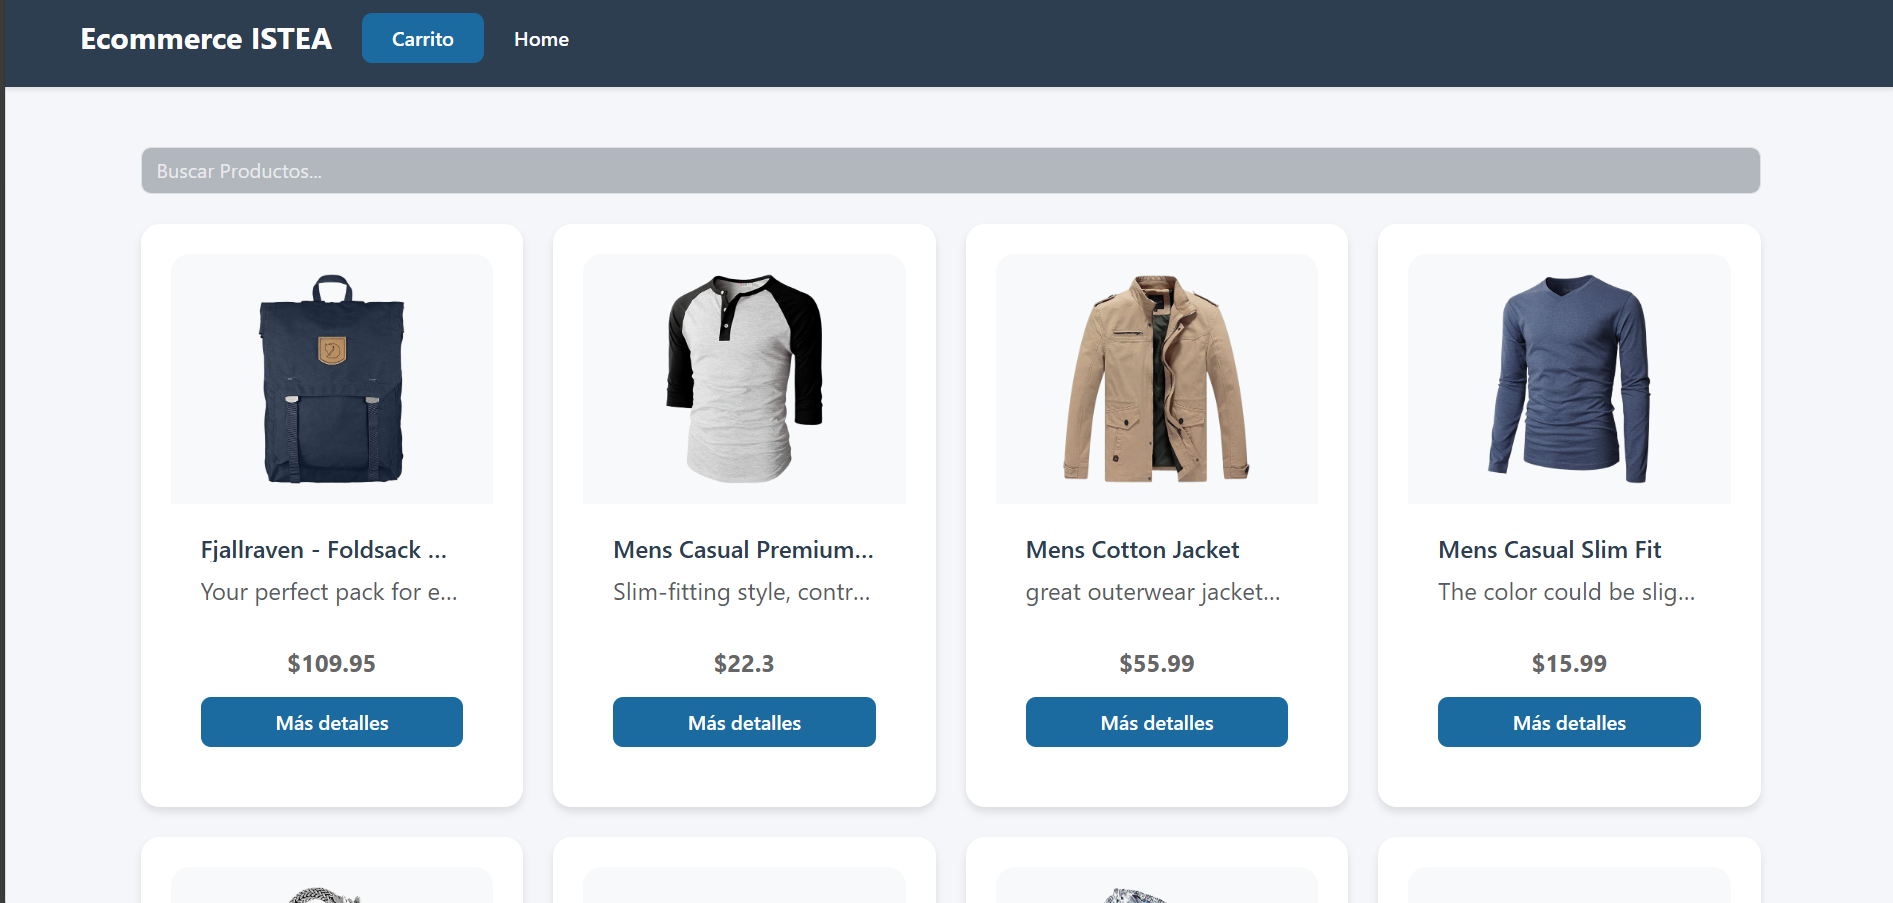 Ecommerce ISTEA
Carrito
Home
Buscar Productos...
Fjallraven - Foldsack ...
Mens Casual Premium...
Mens Cotton Jacket
Mens Casual Slim Fit
Your perfect pack for e...
Slim-fitting style, contr...
great outerwear jacket...
The color could be slig...
$109.95
$22.3
$55.99
$15.99
Más detalles
Más detalles
Más detalles
Más detalles